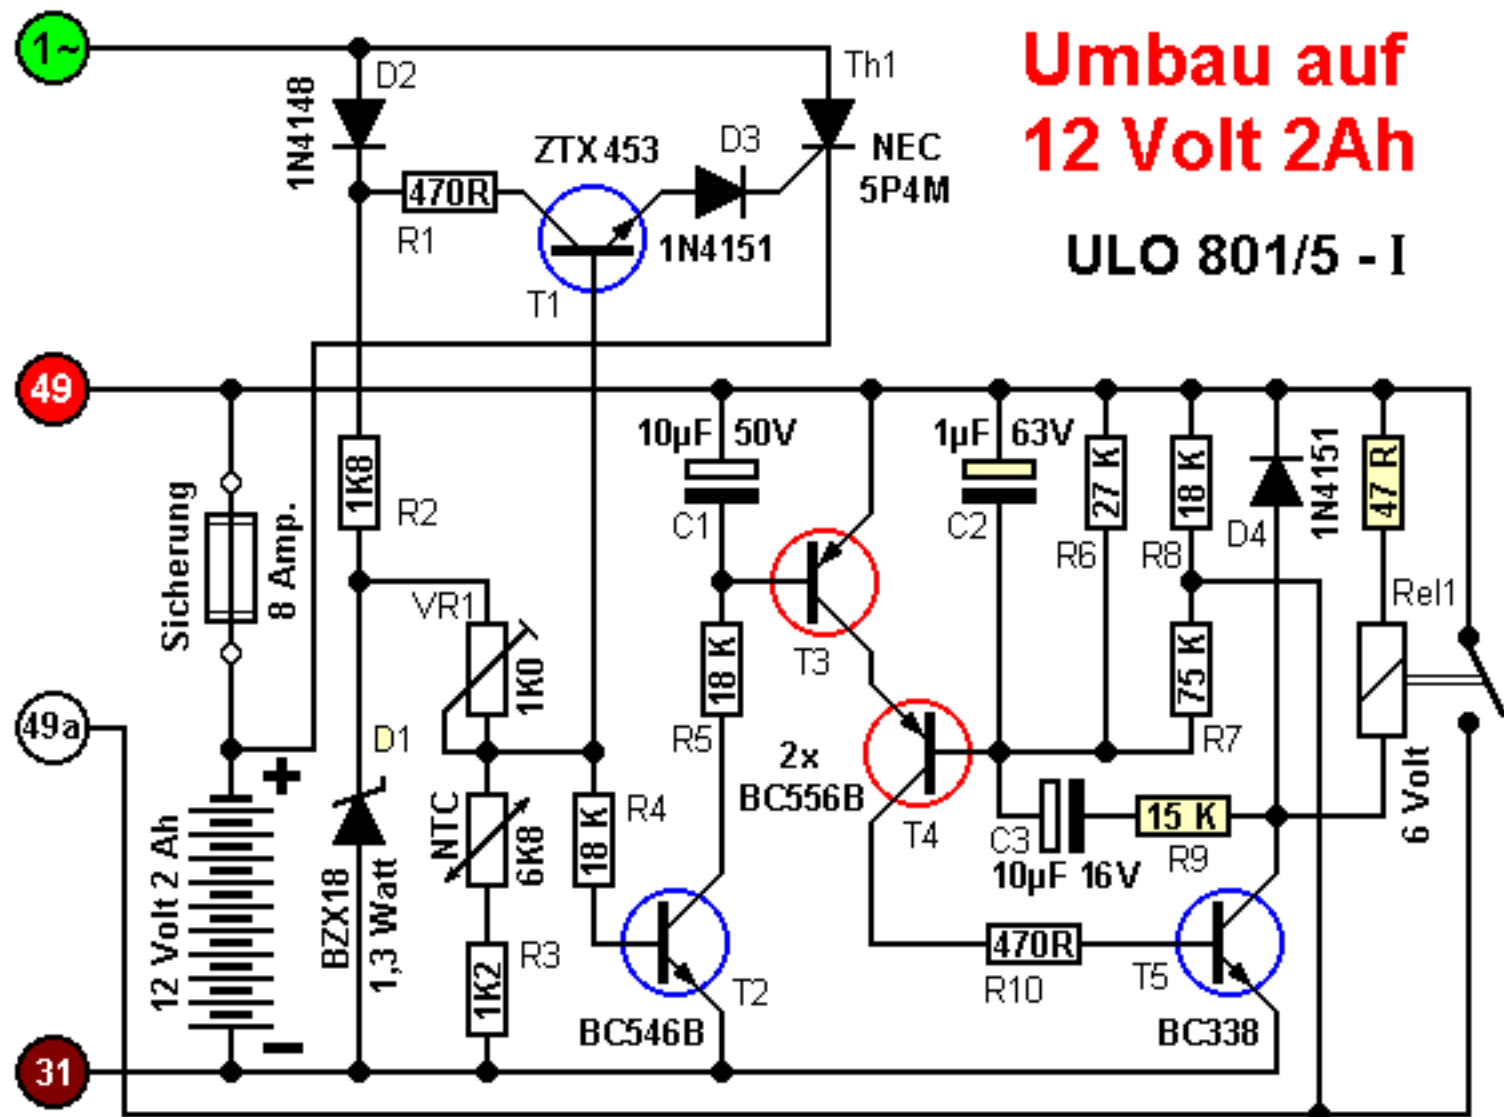 1~
D2
1N4148
Th1
NEC
5P4M
ZTX453
D3
470R
R1
1N4151
T1
Umbau auf
12 Volt 2Ah
ULO 801/5 - I
49
10µF 50V
1µF 63V
27 K
18 K
1N4151
47 R
Sicherung
8 Amp.
1K8
R2
C1
C2
R6
R8
D4
VR1
1K0
18 K
T3
75 K
Rel1
49a
D1
R5
2x
BC556B
T4
R7
6 Volt
12 Volt 2 Ah
+
BZX18
1,3 Watt
NTC
6K8
18 K
R4
C3
10µF 16V
15 K
R9
1K2
R3
T2
BC546B
470R
R10
T5
BC338
31
−